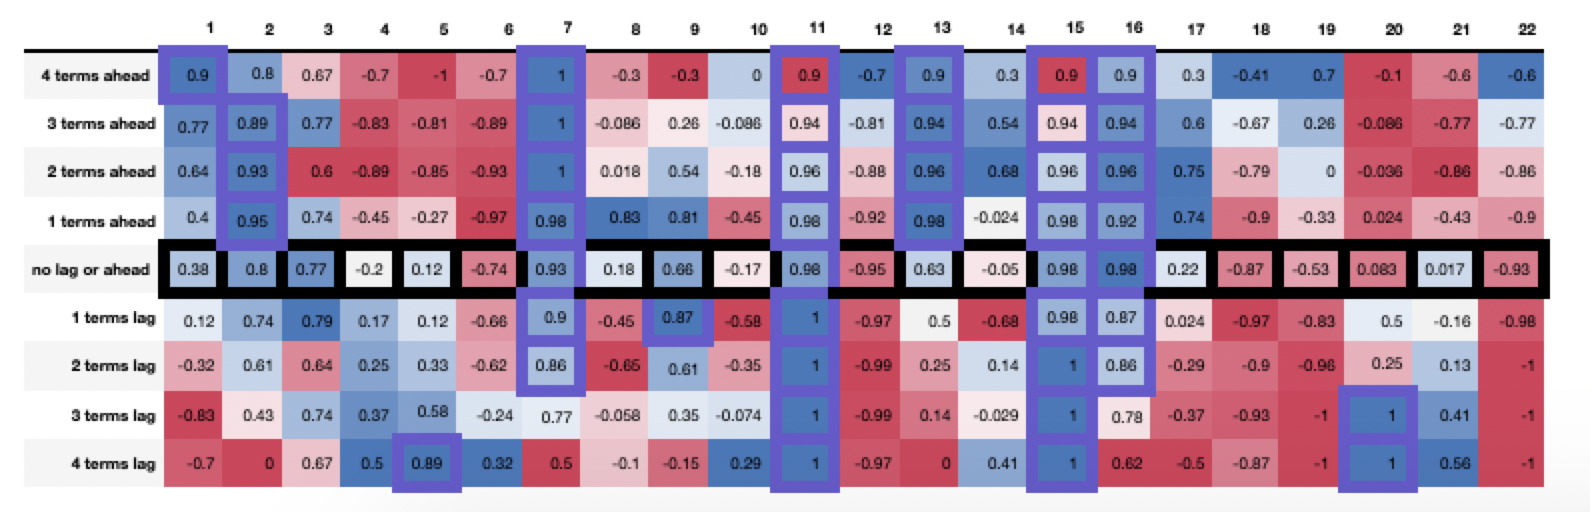 1 2 3 4 5 6 7 8 9 10 11 12 13 14 15 16 17 18 19 20 21 22
4 terms ahead 0.9 0.8 0.67 -0.7 -1 -0.7 1 -0.3 -0.3 0 0.9 -0.7 0.9 0.3 0.9 0.9 0.3 -0.41 0.7 -0.1 -0.6 -0.6
3 terms ahead 0.77 0.89 0.77 -0.83 -0.81 -0.89 1 -0.086 0.26 -0.086 0.94 -0.81 0.94 0.54 0.94 0.94 0.6 -0.67 0.26 -0.086 -0.77 -0.77
2 terms ahead 0.64 0.93 0.6 -0.89 -0.85 -0.93 1 0.018 0.54 -0.18 0.96 -0.88 0.96 0.68 0.96 0.96 0.75 -0.79 0 -0.036 -0.86 -0.86
1 terms ahead 0.4 0.95 0.74 -0.45 -0.27 -0.97 0.98 0.83 0.81 -0.45 0.98 -0.92 0.98 -0.024 0.98 0.92 0.74 -0.9 -0.33 0.024 -0.43 -0.9
no lag or ahead 0.38 0.8 0.77 -0.2 0.12 -0.74 0.93 0.18 0.66 -0.17 0.98 -0.95 0.63 -0.05 0.98 0.98 0.22 -0.87 -0.53 0.083 0.017 -0.93
1 terms lag 0.12 0.74 0.79 0.17 0.12 -0.66 0.9 -0.45 0.87 -0.58 1 -0.97 0.5 -0.68 0.98 0.87 0.024 -0.97 -0.83 0.5 -0.16 -0.98
2 terms lag -0.32 0.61 0.64 0.25 0.33 -0.62 0.86 -0.65 0.61 -0.35 1 -0.99 0.25 0.14 1 0.86 -0.29 -0.9 -0.96 0.25 0.13 -1
3 terms lag -0.83 0.43 0.74 0.37 0.58 -0.24 0.77 -0.058 0.35 -0.074 1 -0.99 0.14 -0.029 1 0.78 -0.37 -0.93 -1 1 0.41 -1
4 terms lag -0.7 0 0.67 0.5 0.89 0.32 0.5 -0.1 -0.15 0.29 1 -0.97 0 0.41 1 0.62 -0.5 -0.87 -1 1 0.56 -1